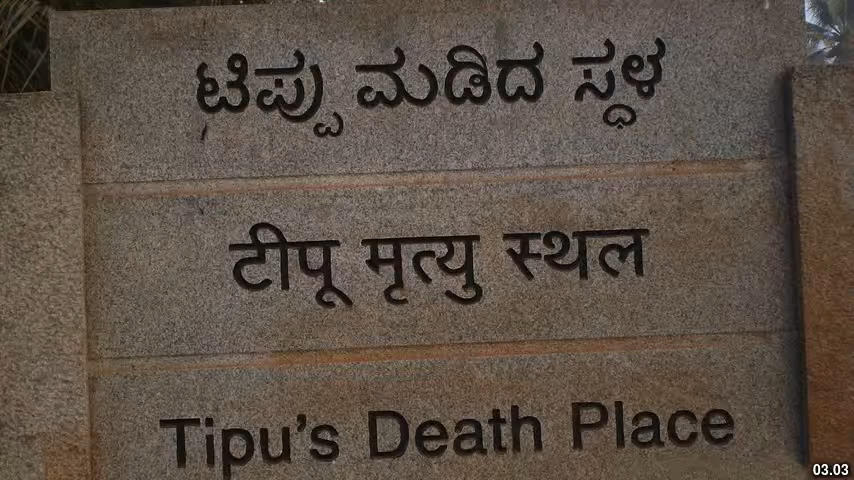 ಟಿಪ್ಪು ಮಡಿದ ಸ್ಥಳ
टीपू मृत्यु स्थल
Tipu's Death Place
03.03